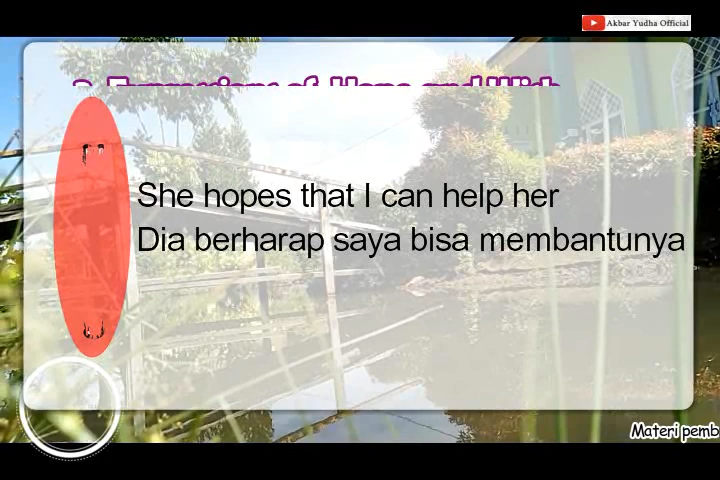 Akbar Yudha Official
She hopes that I can help her
Dia berharap saya bisa membantunya
Materi pemb